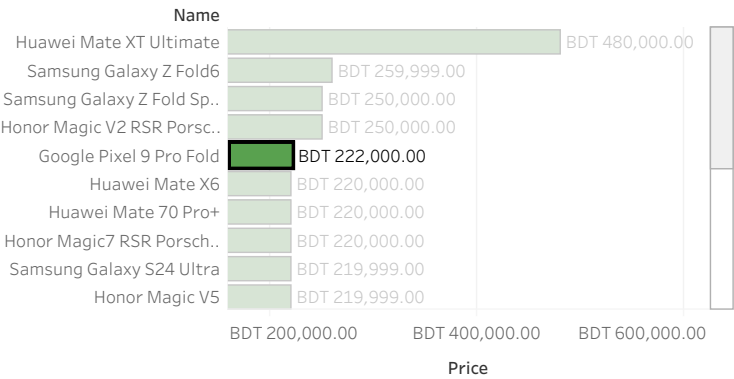 Name
Huawei Mate XT Ultimate BDT 480,000.00
Samsung Galaxy Z Fold6 BDT 259,999.00
Samsung Galaxy Z Fold Sp.. BDT 250,000.00
Honor Magic V2 RSR Porsc.. BDT 250,000.00
Google Pixel 9 Pro Fold BDT 222,000.00
Huawei Mate X6 BDT 220,000.00
Huawei Mate 70 Pro+ BDT 220,000.00
Honor Magic7 RSR Porsch.. BDT 220,000.00
Samsung Galaxy S24 Ultra BDT 219,999.00
Honor Magic V5 BDT 219,999.00
BDT 200,000.00 BDT 400,000.00 BDT 600,000.00
Price